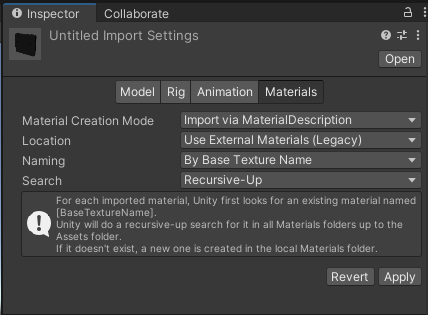 Inspector
Collaborate
Untitled Import Settings
Open
Model Rig Animation Materials
Material Creation Mode Import via MaterialDescription
Location Use External Materials (Legacy)
Naming By Base Texture Name
Search Recursive-Up
For each imported material, Unity first looks for an existing material named
[BaseTextureName].
Unity will do a recursive-up search for it in all Materials folders up to the
Assets folder.
If it doesn't exist, a new one is created in the local Materials folder.
Revert Apply